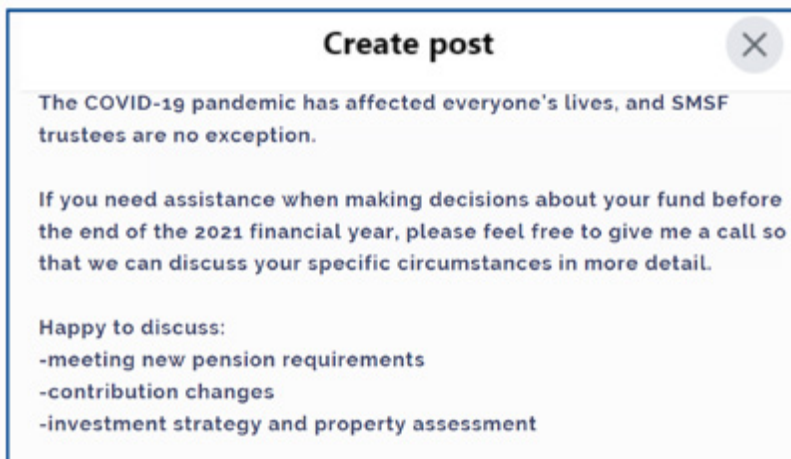 Create post
The COVID-19 pandemic has affected everyone's lives, and SMSF
trustees are no exception.
If you need assistance when making decisions about your fund before
the end of the 2021 financial year, please feel free to give me a call so
that we can discuss your specific circumstances in more detail.
Happy to discuss:
-meeting new pension requirements
-contribution changes
-investment strategy and property assessment